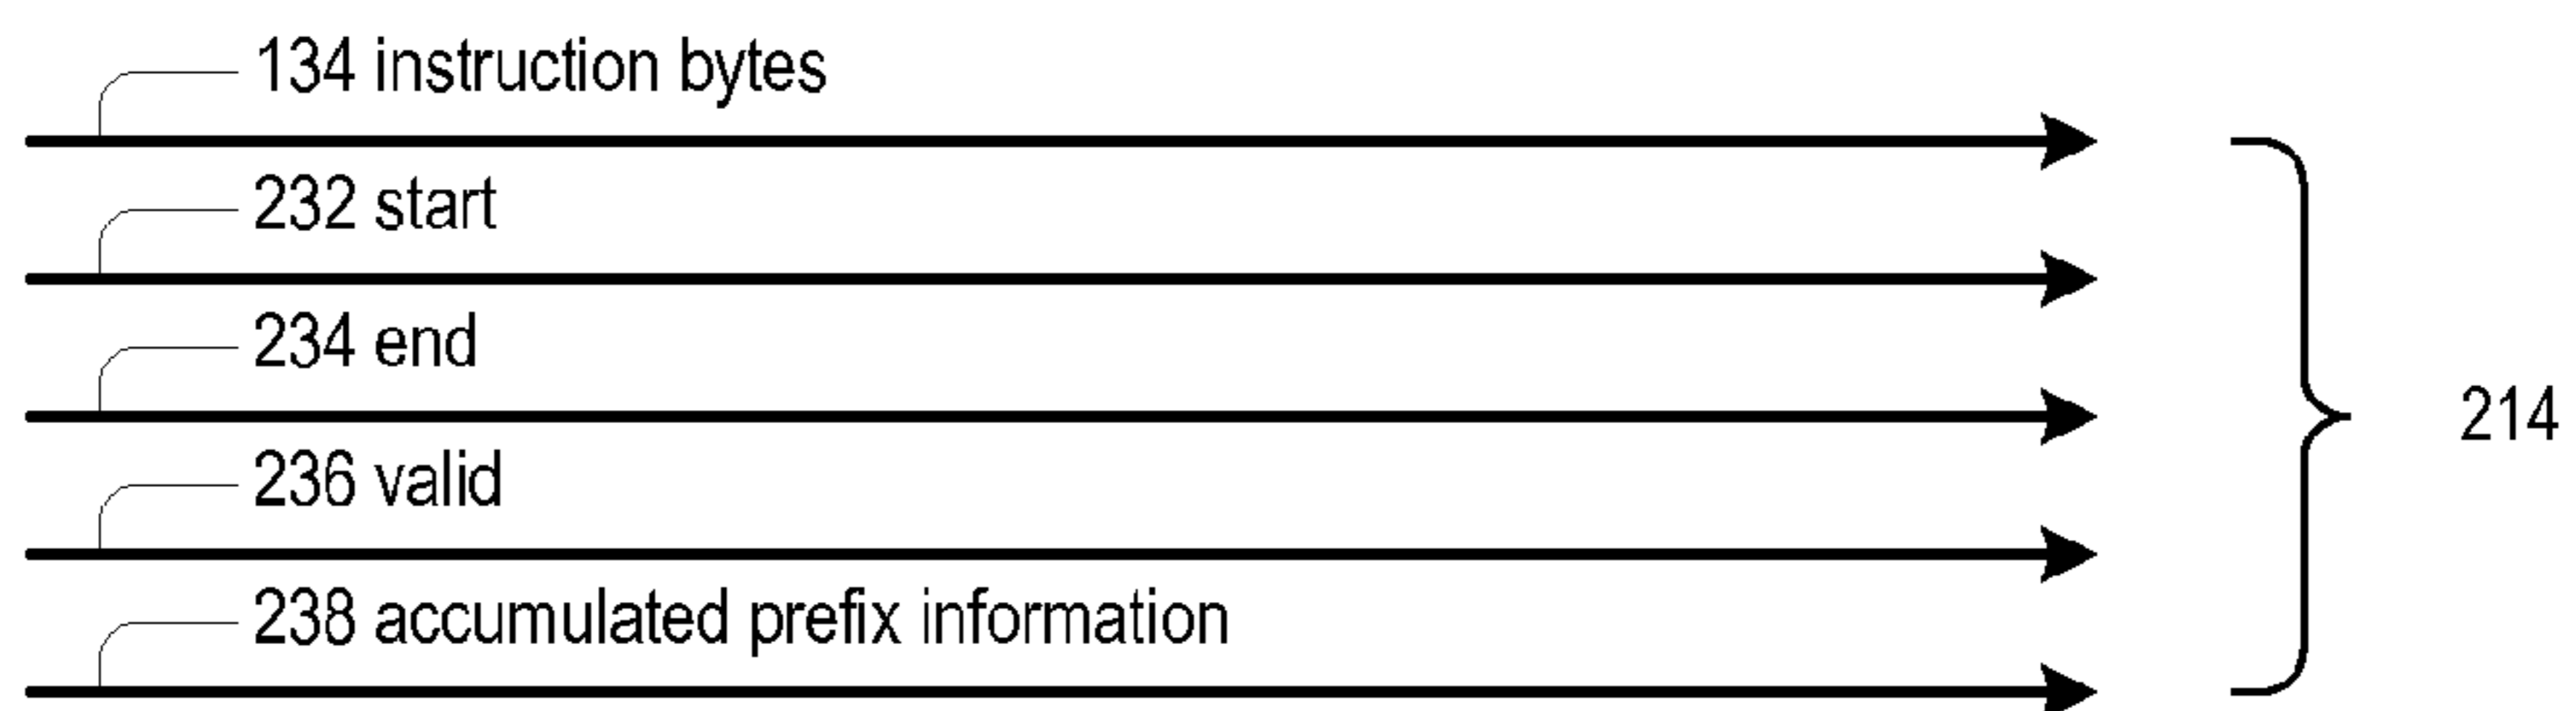 134 instruction bytes
232 start
234 end
214
236 valid
238 accumulated prefix information